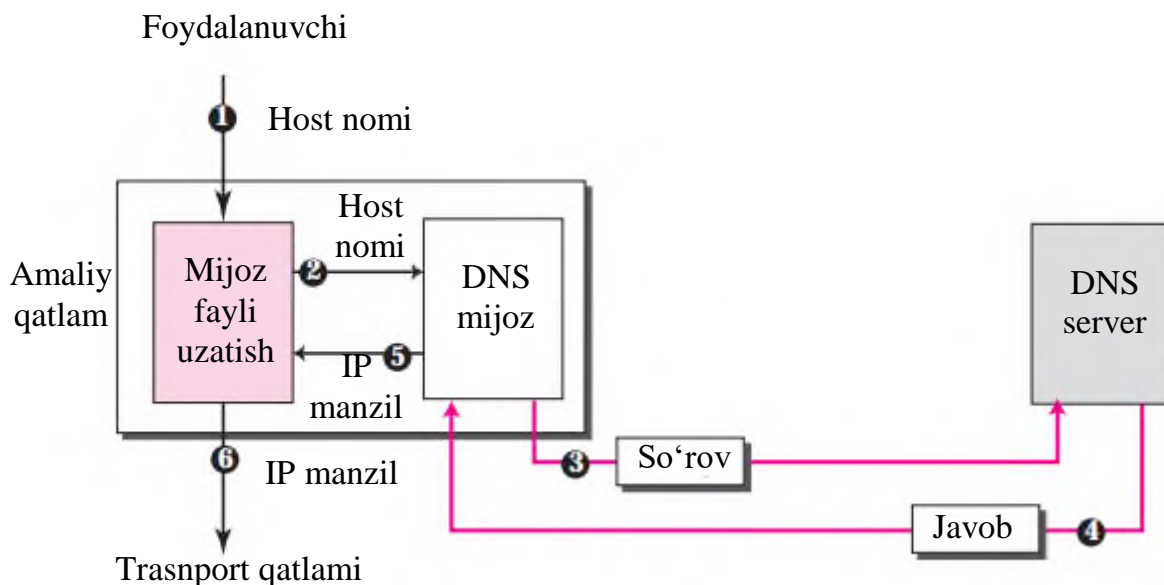 Foydalanuvchi
1
Host nomi
Amaliy
qatlam
Mijoz
fayli
uzatish
Host
nomi
2
5
IP
manzil
DNS
mijoz
DNS
server
3
So‘rov
Javob
4
6
IP manzil
Trasnport qatlami